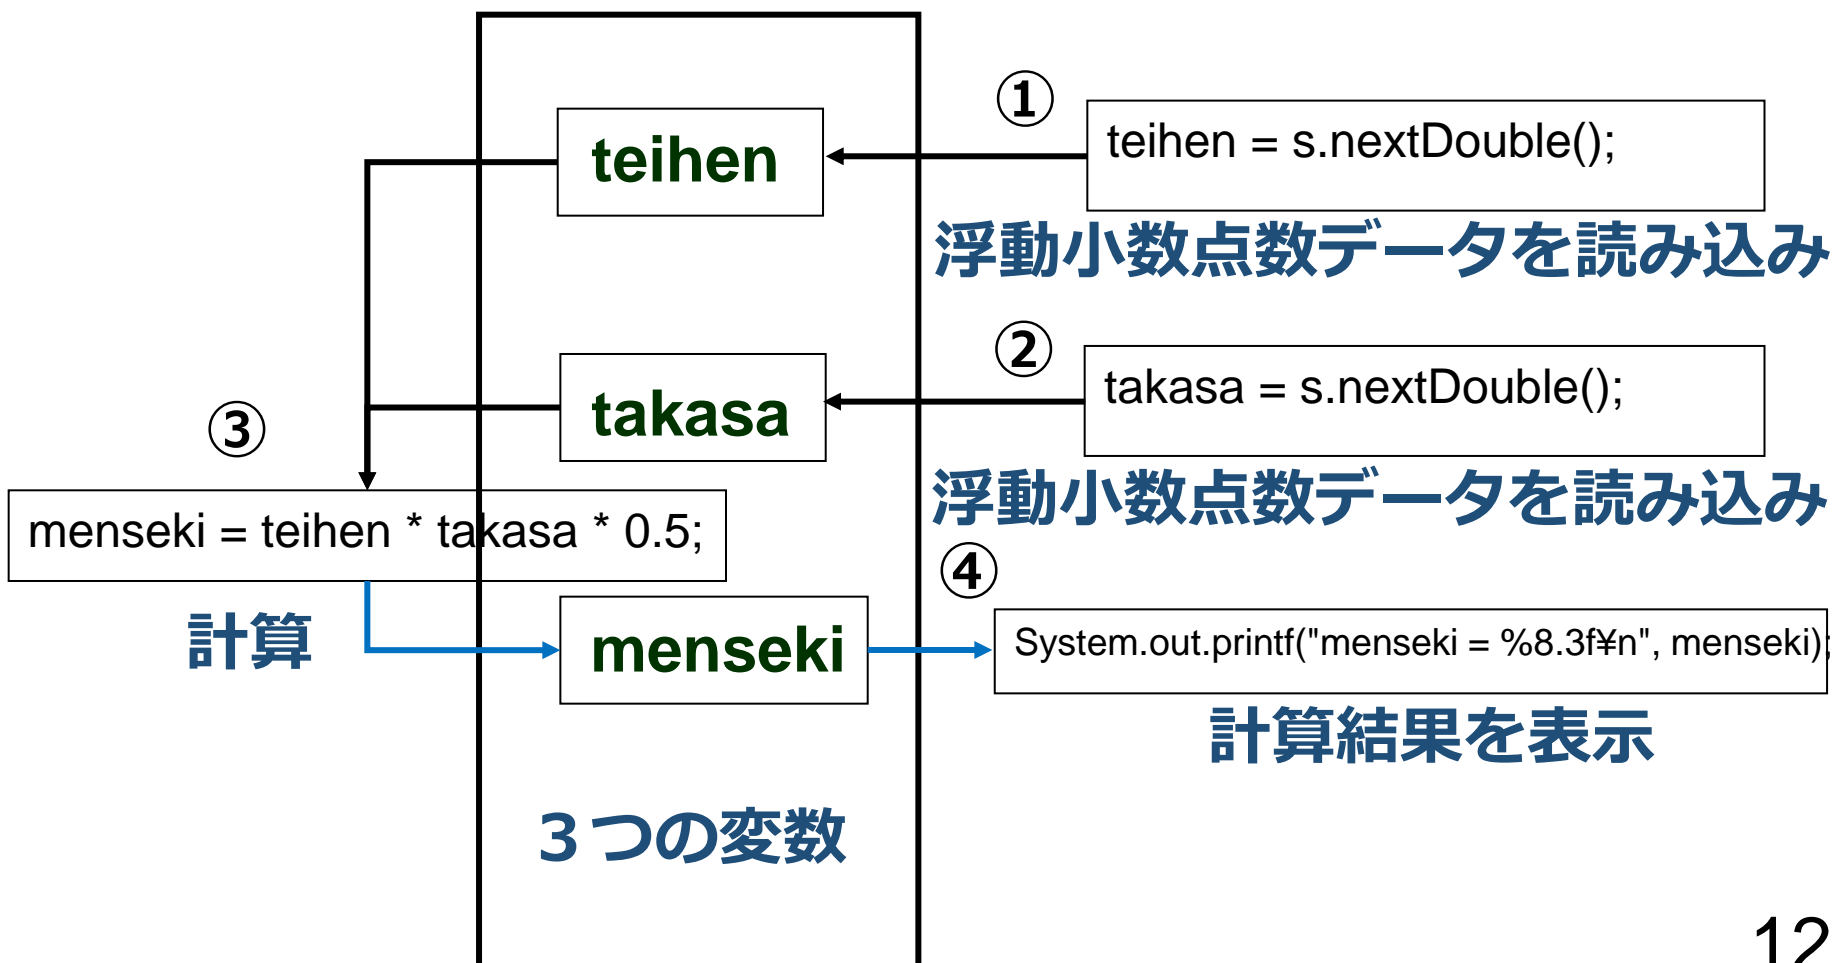 ①
teihen
teihen = s.nextDouble();
浮動小数点数データを読み込み
②
takasa
takasa = s.nextDouble();
浮動小数点数データを読み込み
③
menseki = teihen * takasa * 0.5;
計算
④
menseki
System.out.printf("menseki = %8.3f¥n", menseki);
計算結果を表示
３つの変数
12